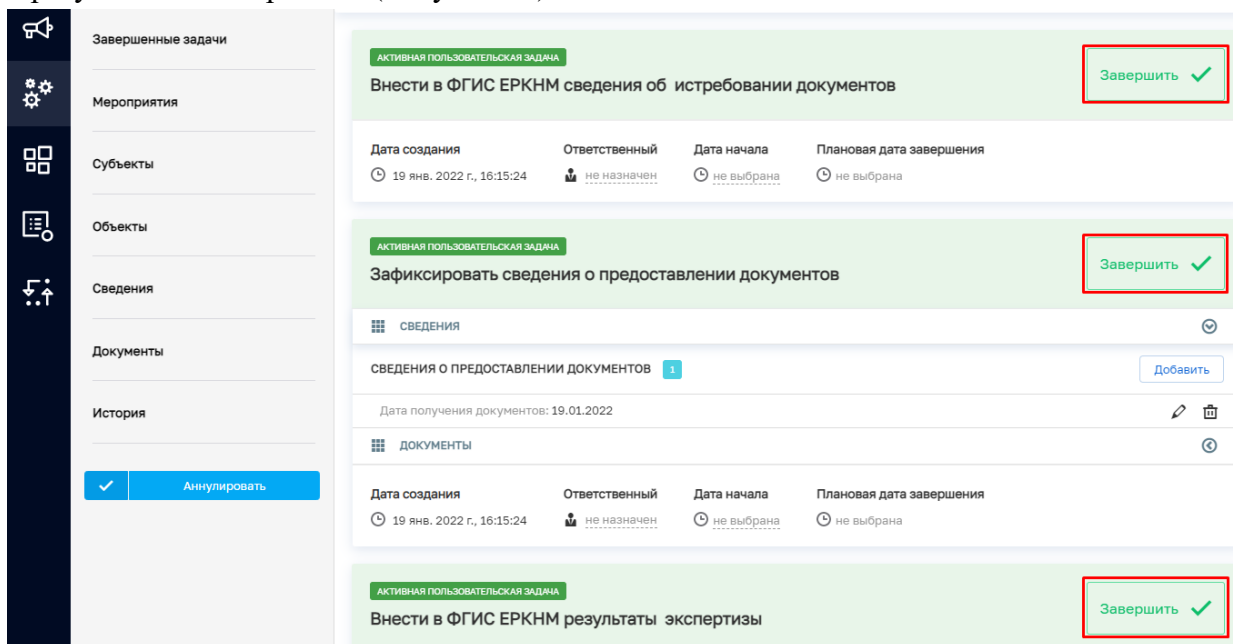 Завершенные задачи
Мероприятия
Субъекты
Объекты
Сведения
Документы
История
Аннулировать
АКТИВНАЯ ПОЛЬЗОВАТЕЛЬСКАЯ ЗАДАЧА
Внести в ФГИС ЕРКНМ сведения об истребовании документов
Завершить
Дата создания Ответственный Дата начала Плановая дата завершения
19 янв. 2022 г., 16:15:24 не назначен не выбрана не выбрана
АКТИВНАЯ ПОЛЬЗОВАТЕЛЬСКАЯ ЗАДАЧА
Зафиксировать сведения о предоставлении документов
Завершить
СВЕДЕНИЯ
СВЕДЕНИЯ О ПРЕДОСТАВЛЕНИИ ДОКУМЕНТОВ 1 Добавить
Дата получения документов: 19.01.2022
ДОКУМЕНТЫ
Дата создания Ответственный Дата начала Плановая дата завершения
19 янв. 2022 г., 16:15:24 не назначен не выбрана не выбрана
АКТИВНАЯ ПОЛЬЗОВАТЕЛЬСКАЯ ЗАДАЧА
Внести в ФГИС ЕРКНМ результаты экспертизы
Завершить